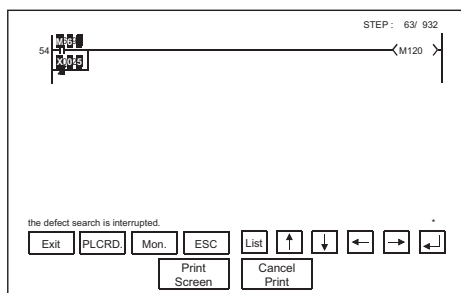 STEP : 63/ 932
54
M120
the defect search is interrupted.
*
Exit PLCRD. Mon. ESC List
Print Screen
Cancel Print